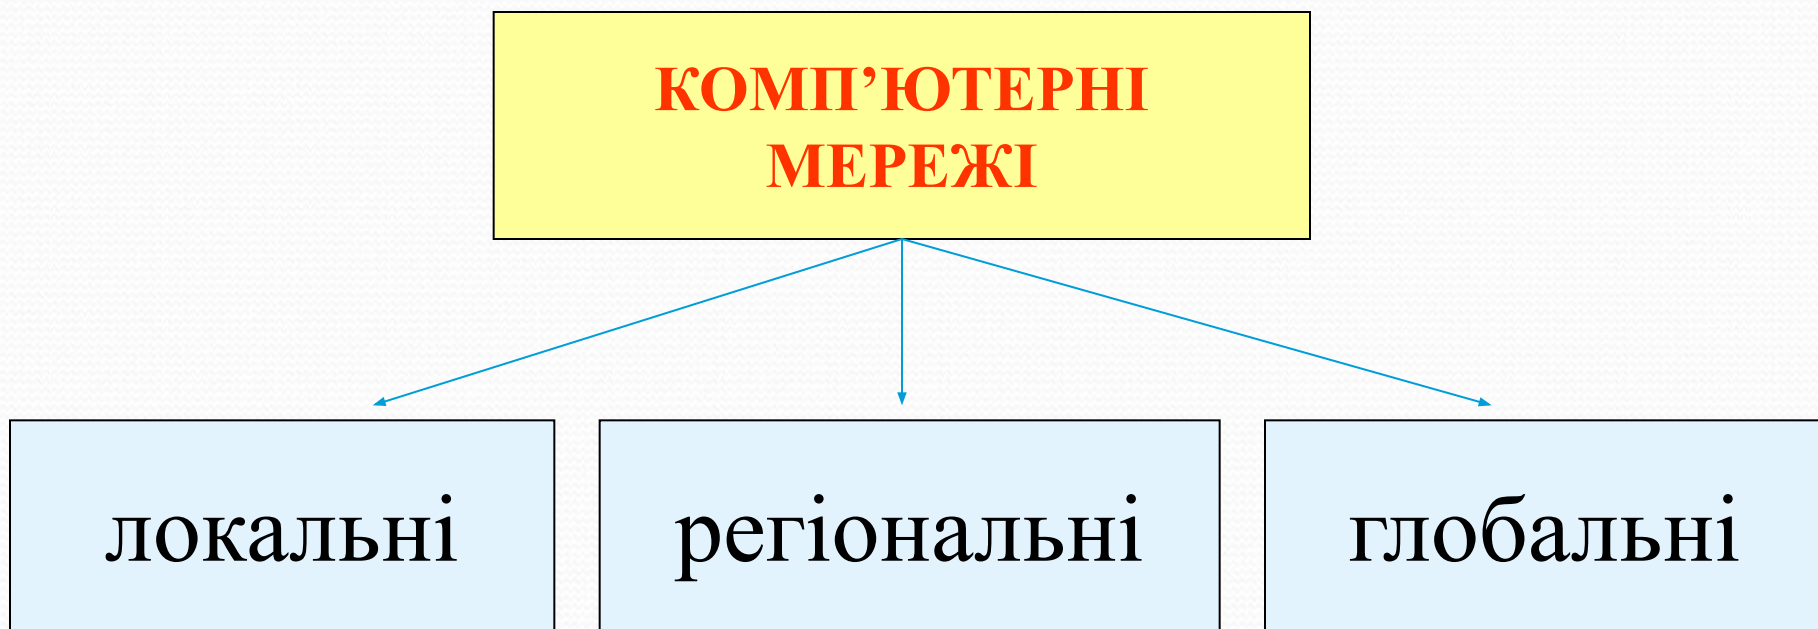 КОМП’ЮТЕРНІ
МЕРЕЖІ
локальні
регіональні
глобальні